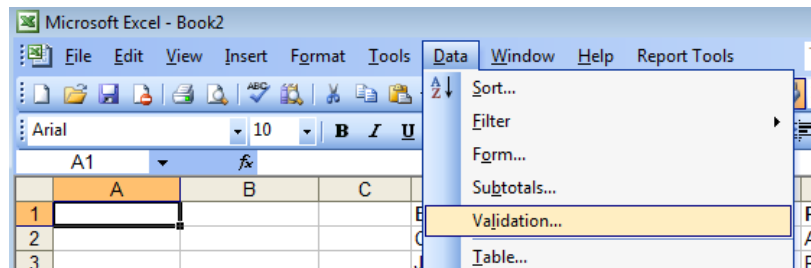 Microsoft Excel - Book2
File Edit View Insert Format Tools Data Window Help Report Tools
ABC
A Z Sort...
Filter
Arial 10 B I U
Form...
A1 fx
Subtotals...
A B C
Validation...
1
2
Table...
3